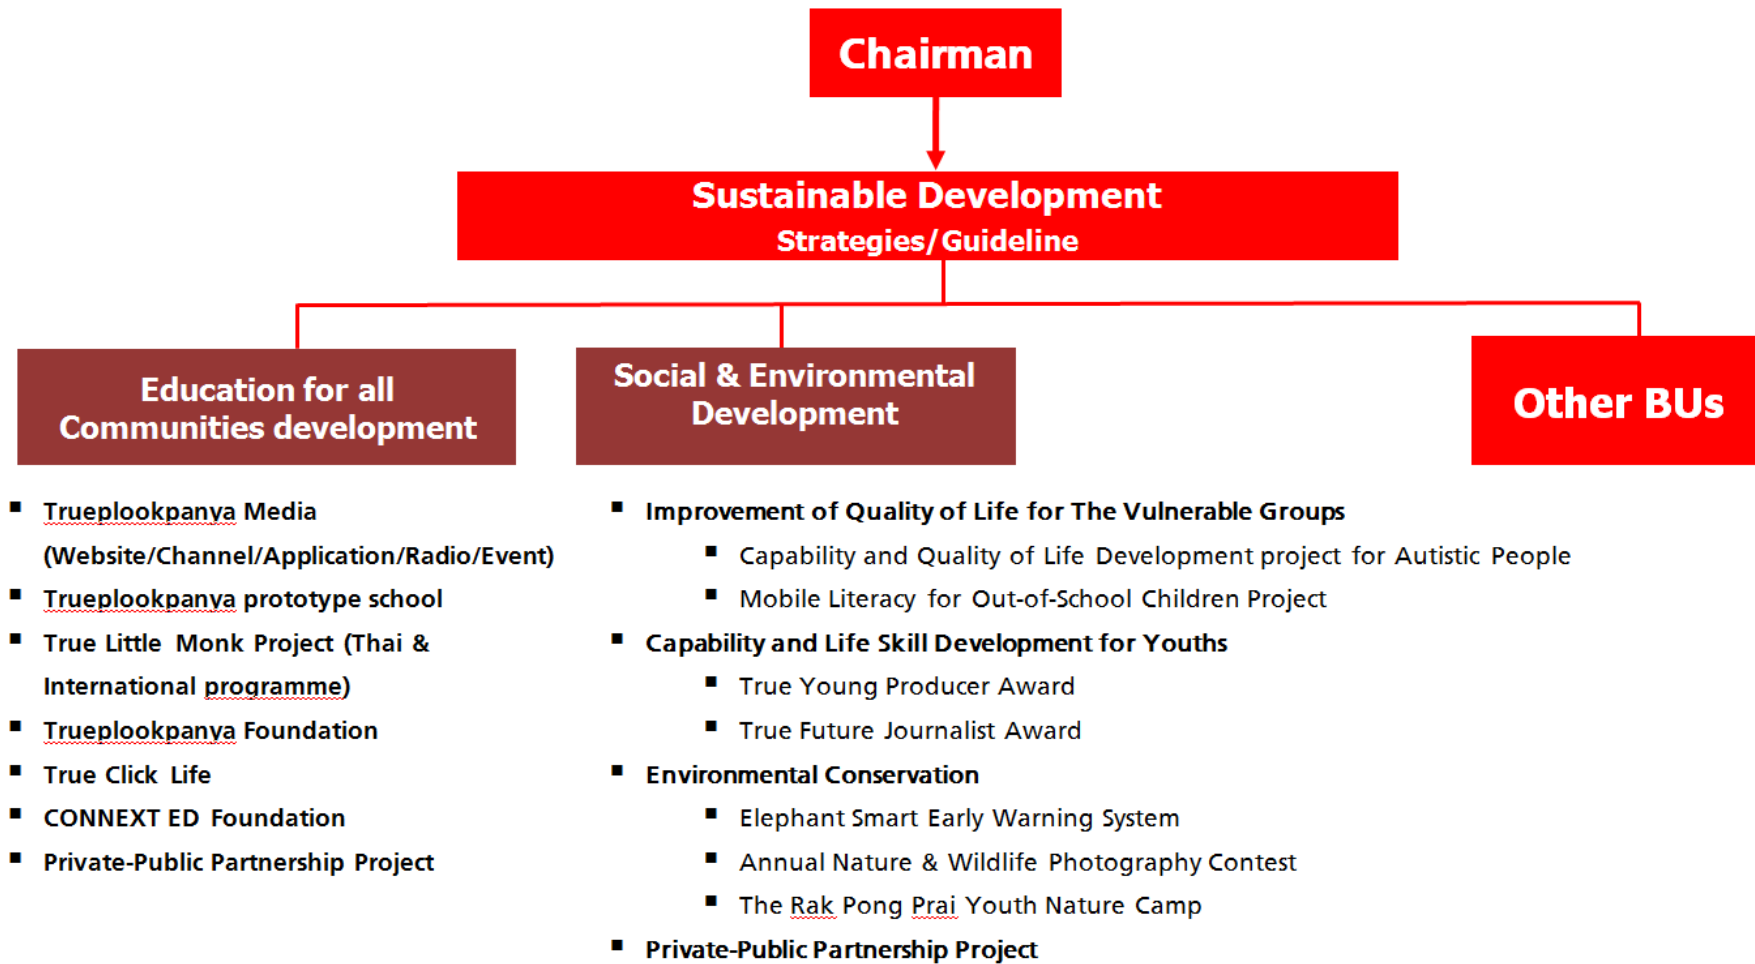 Chairman
Sustainable Development
Strategies/Guideline
Education for all
Communities development
Social & Environmental
Development
Other BUs
▪ Trueplookpanya Media
(Website/Channel/Application/Radio/Event)
▪ Trueplookpanya prototype school
▪ True Little Monk Project (Thai &
International programme)
▪ Trueplookpanya Foundation
▪ True Click Life
▪ CONNEXT ED Foundation
▪ Private-Public Partnership Project
▪ Improvement of Quality of Life for The Vulnerable Groups
▪ Capability and Quality of Life Development project for Autistic People
▪ Mobile Literacy for Out-of-School Children Project
▪ Capability and Life Skill Development for Youths
▪ True Young Producer Award
▪ True Future Journalist Award
▪ Environmental Conservation
▪ Elephant Smart Early Warning System
▪ Annual Nature & Wildlife Photography Contest
▪ The Rak Pong Prai Youth Nature Camp
▪ Private-Public Partnership Project